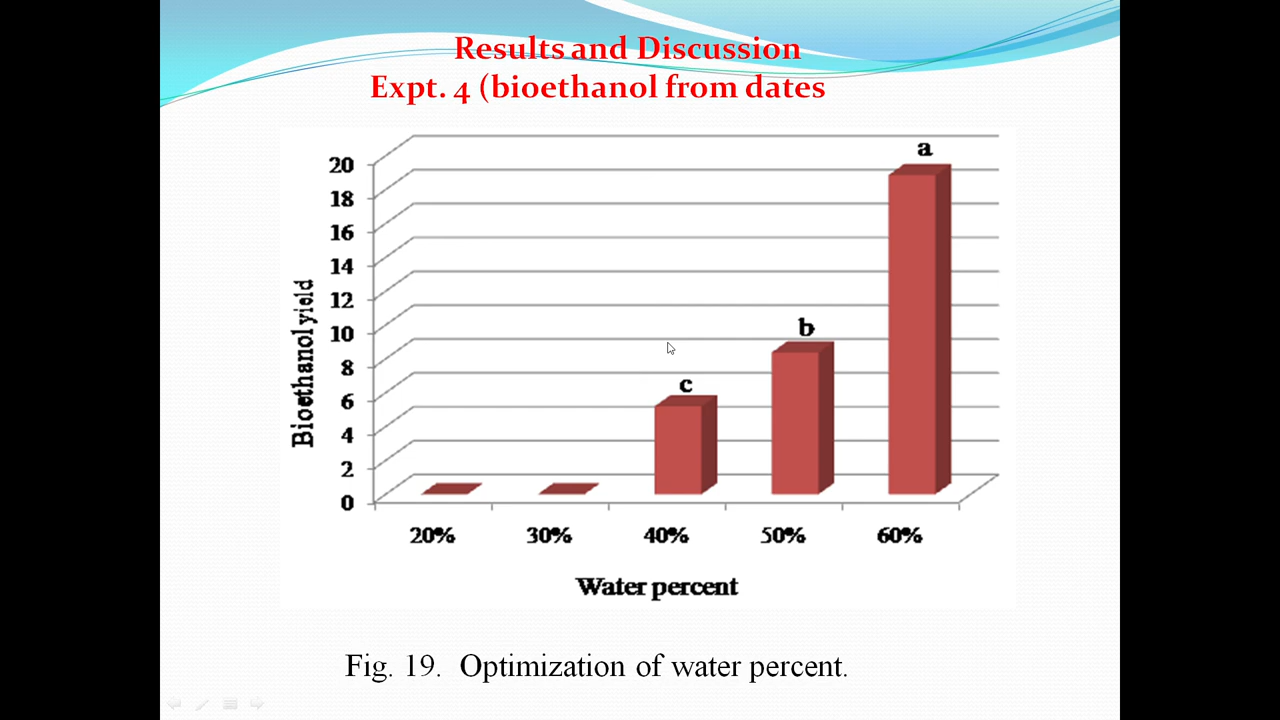 Results and Discussion
Expt. 4 (bioethanol from dates
20
18
16
14
12
10
8
6
4
2
0
Bioethanol yield
a
b
c
20% 30% 40% 50% 60%
Water percent
Fig. 19. Optimization of water percent.